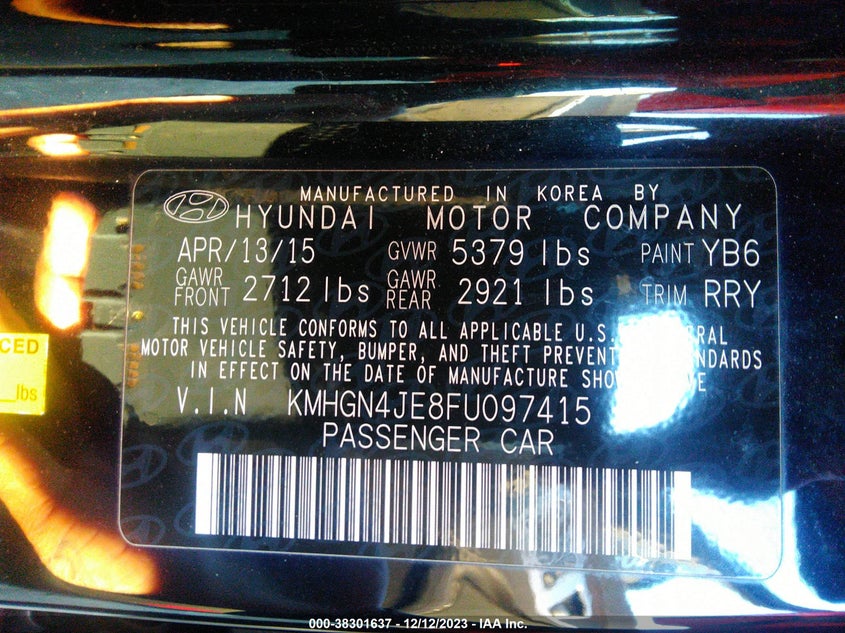 MANUFACTURED IN KOREA BY
HYUNDAI MOTOR COMPANY
APR/13/15 GVWR 5379 lbs PAINT YB6
GAWR FRONT 2712 lbs GAWR REAR 2921 lbs TRIM RRY
THIS VEHICLE CONFORMS TO ALL APPLICABLE U.S.
MOTOR VEHICLE SAFETY, BUMPER, AND THEFT
IN EFFECT ON THE DATE OF MANUFACTURE
V.I.N KMHGN4JE8FU097415
PASSENGER CAR
CED
lbs
000-38301637 - 12/12/2023 - IAA Inc.